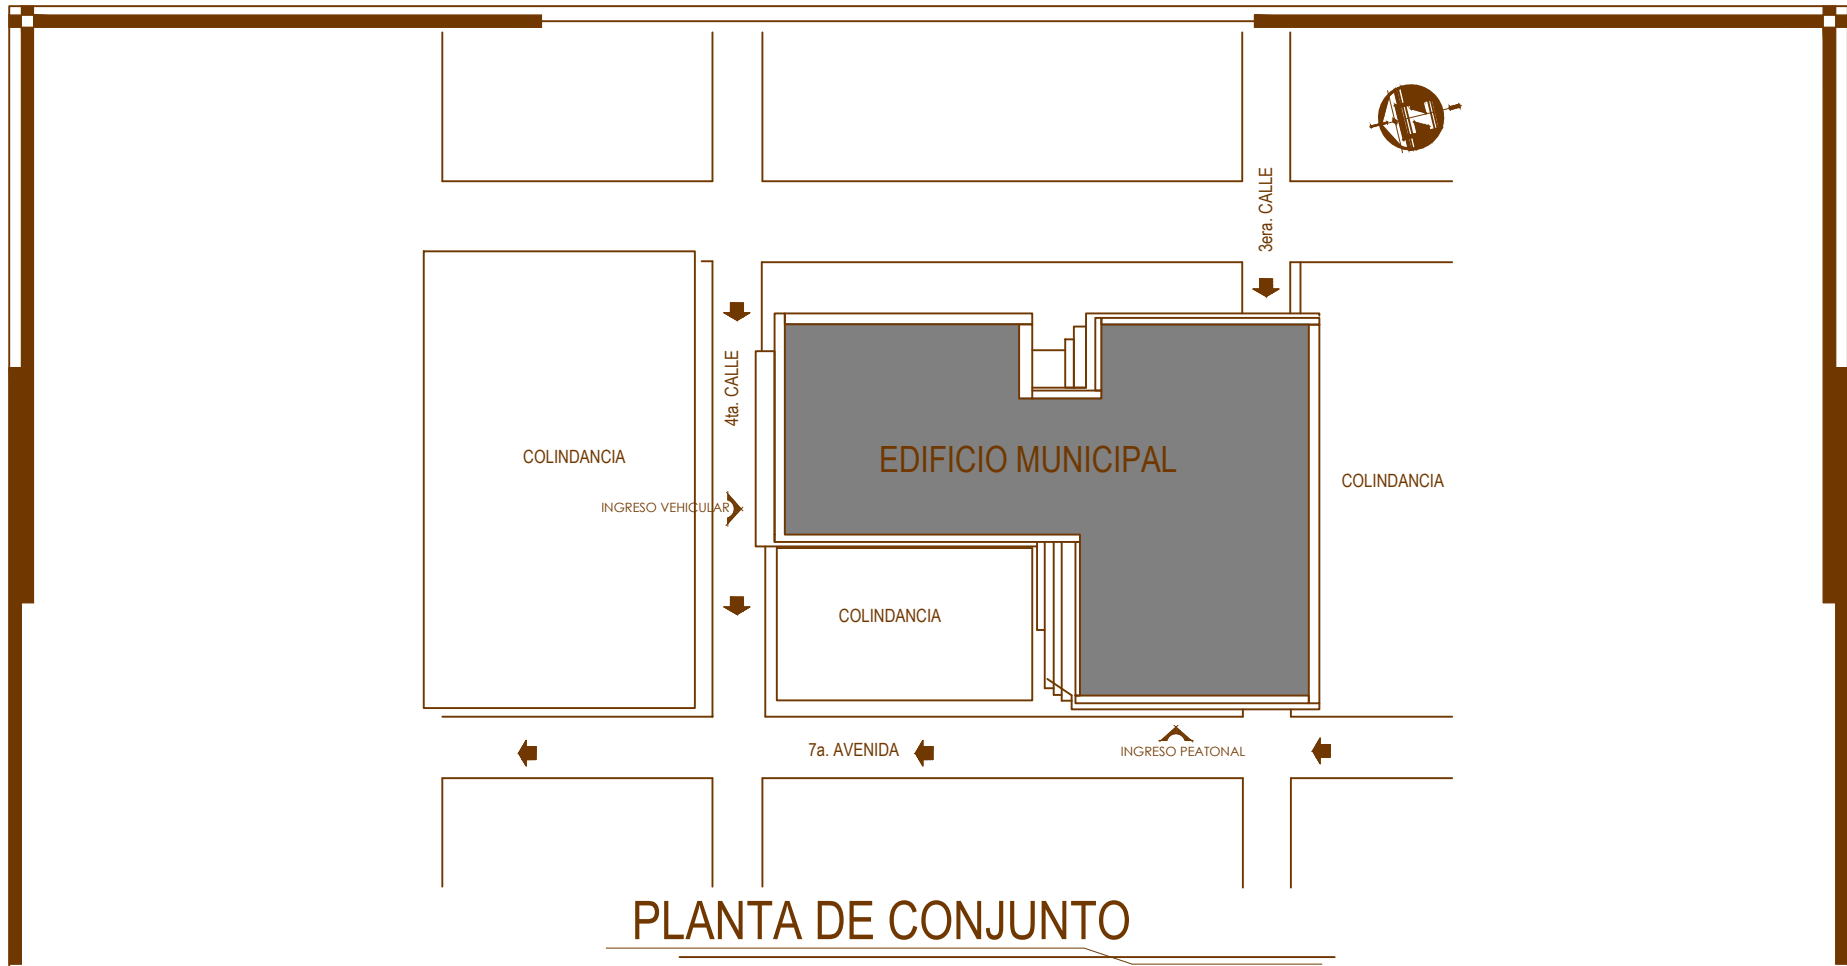 3era. CALLE
4ta. CALLE
EDIFICIO MUNICIPAL
COLINDANCIA
COLINDANCIA
INGRESO VEHICULAR
COLINDANCIA
7a. AVENIDA
INGRESO PEATONAL
PLANTA DE CONJUNTO